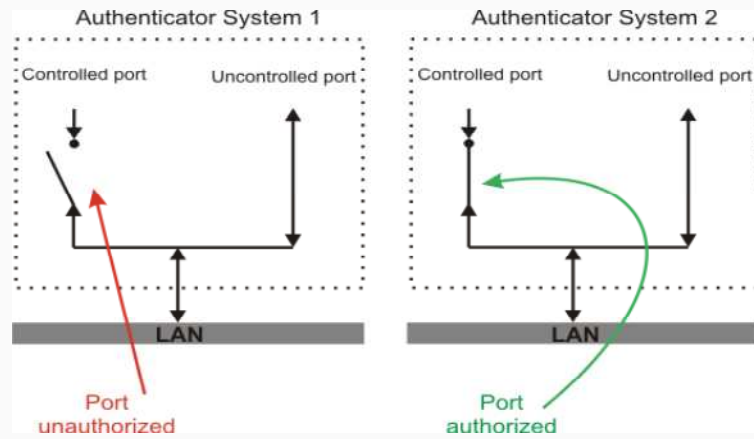 Authenticator System 1
Controlled port
Uncontrolled port
LAN
Port
unauthorized
Authenticator System 2
Controlled port
Uncontrolled port
LAN
Port
authorized